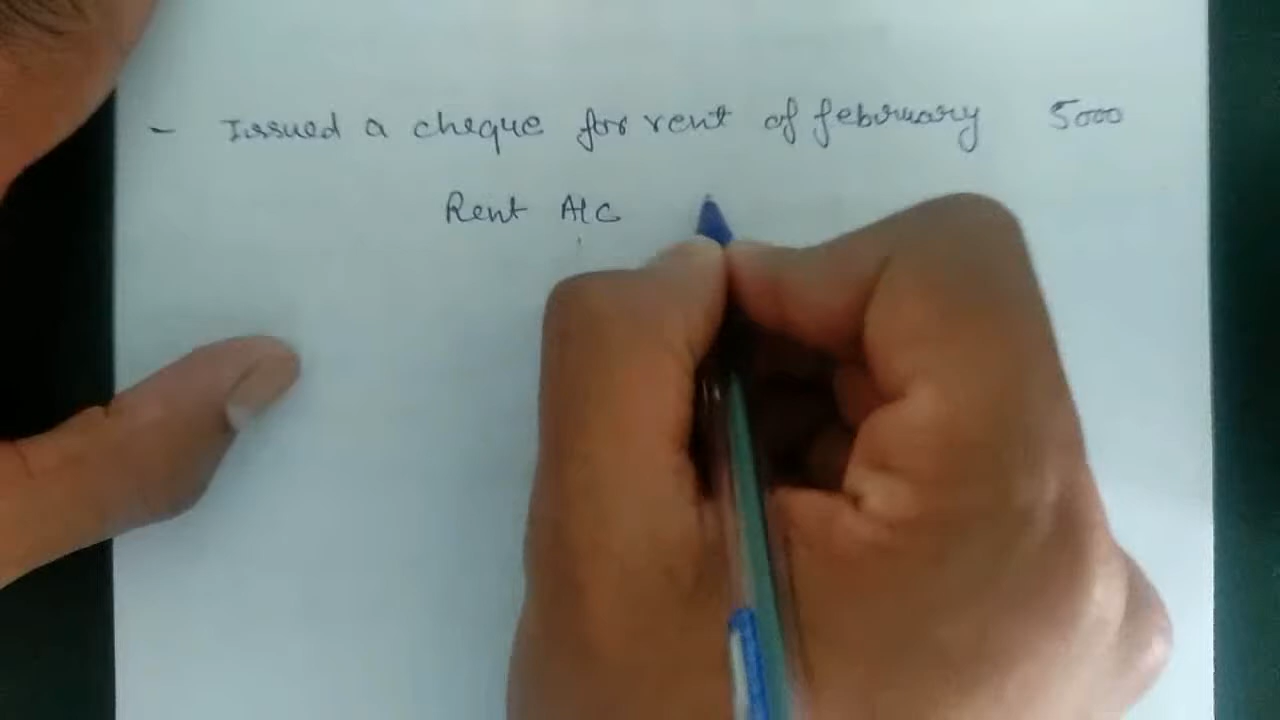 - Issued a cheque for rent of february 5000
Rent A/C